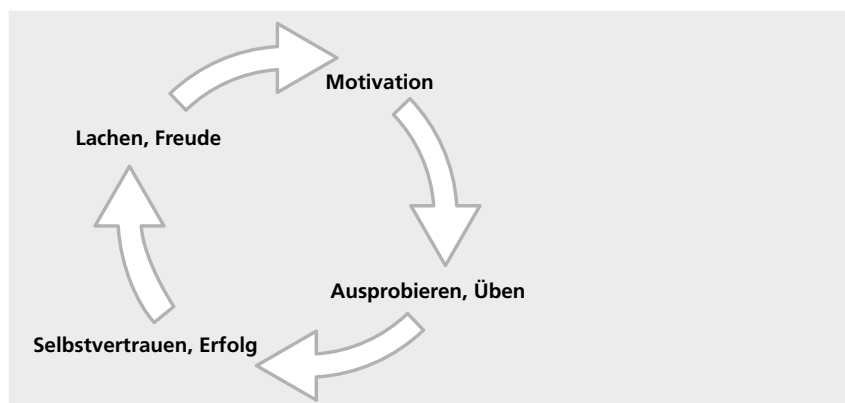 Motivation
Lachen, Freude
Ausprobieren, Üben
Selbstvertrauen, Erfolg